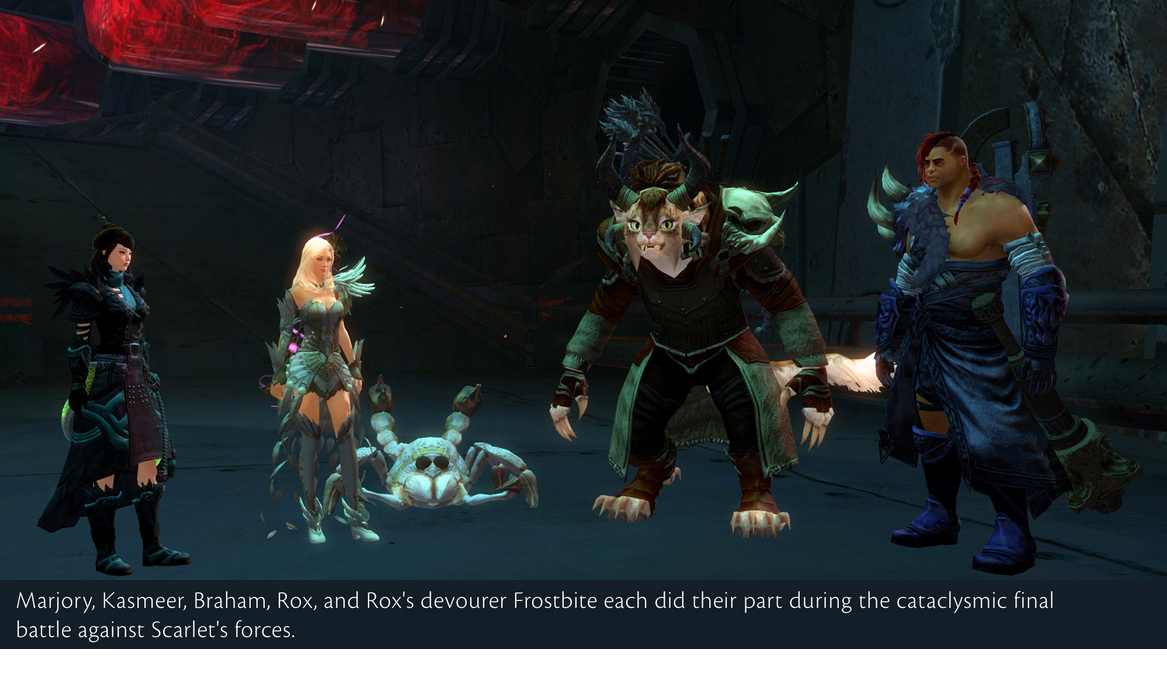 Marjory, Kasmeer, Braham, Rox, and Rox's devourer Frostbite each did their part during the cataclysmic final
battle against Scarlet's forces.